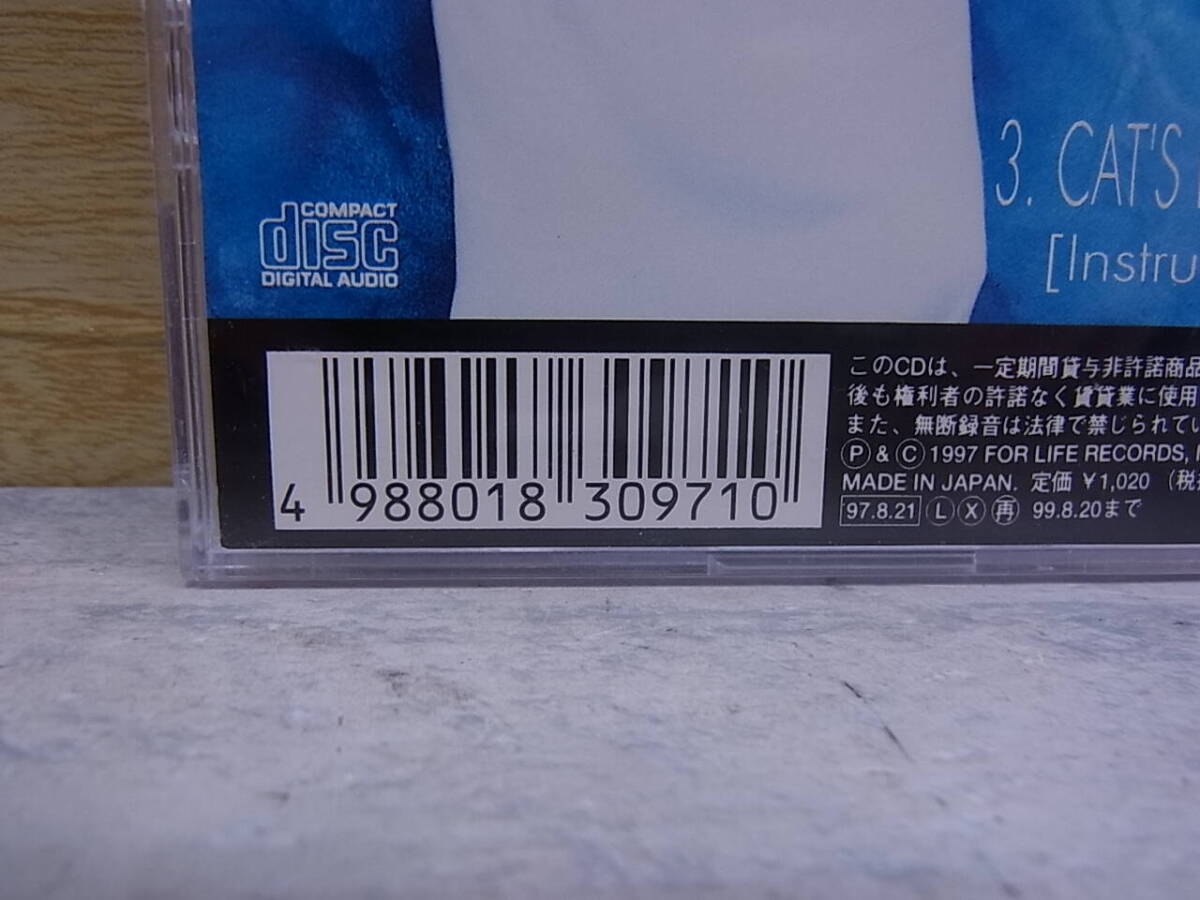 COMPACT
disc
DIGITAL AUDIO
3. CAT'S
[Instru
4 988018 309710
このCDは、一定期間貸与非許諾商品
後も権利者の許諾なく賃貸業に使用
また、無断録音は法律で禁じられてい
Ⓟ & Ⓒ 1997 FOR LIFE RECORDS,
MADE IN JAPAN. 定価 ¥1,020 (税
97.8.21 Ⓛ Ⓧ ㊢ 99.8.20まで